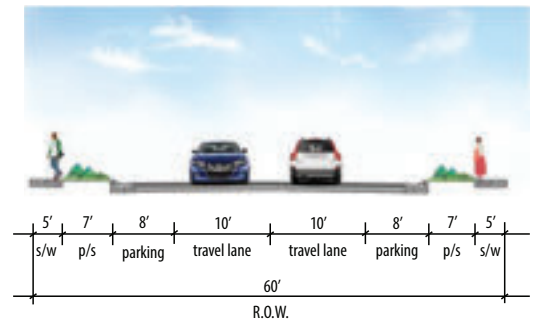 5’ 7’ 8’ 10’ 10’ 8’ 7’ 5’
s/w p/s parking travel lane travel lane parking p/s s/w
60’
R.O.W.